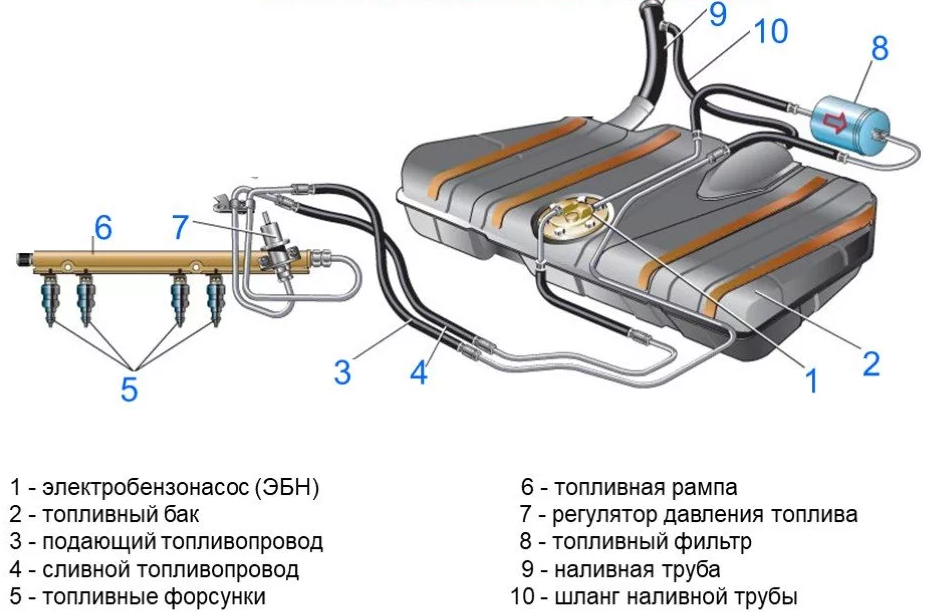 9
10
8
6
7
3
4
5
1
2
1 - электробензонасос (ЭБН)
2 - топливный бак
3 - подающий топливопровод
4 - сливной топливопровод
5 - топливные форсунки
6 - топливная рампа
7 - регулятор давления топлива
8 - топливный фильтр
9 - наливная труба
10 - шланг наливной трубы